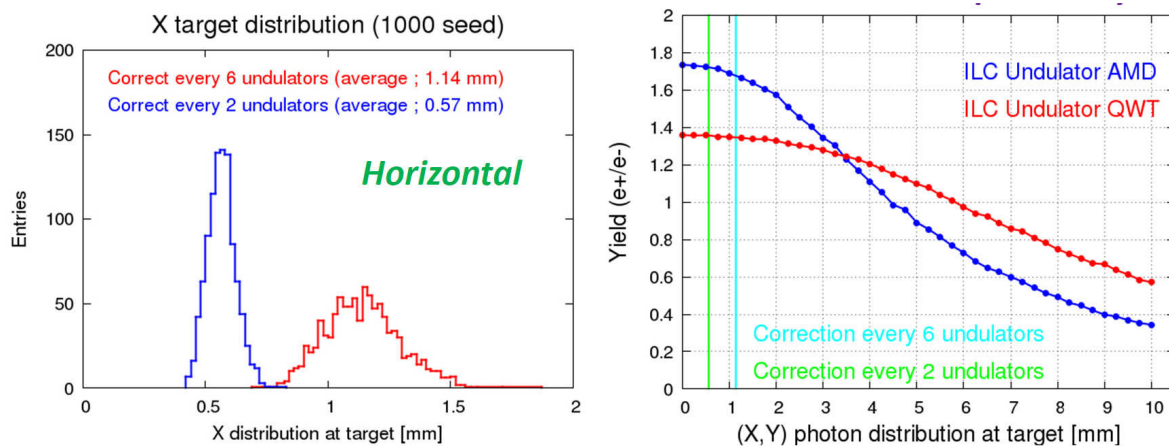 X target distribution (1000 seed)
200
150
100
50
0
Entries
Correct every 6 undulators (average ; 1.14 mm)
Correct every 2 undulators (average ; 0.57 mm)
Horizontal
0
0.5
1
1.5
2
X distribution at target [mm]
2
1.8
1.6
1.4
1.2
1
0.8
0.6
0.4
0.2
0
Yield (e+/e-)
ILC Undulator AMD
ILC Undulator QWT
Correction every 6 undulators
Correction every 2 undulators
0 1 2 3 4 5 6 7 8 9 10
(X,Y) photon distribution at target [mm]